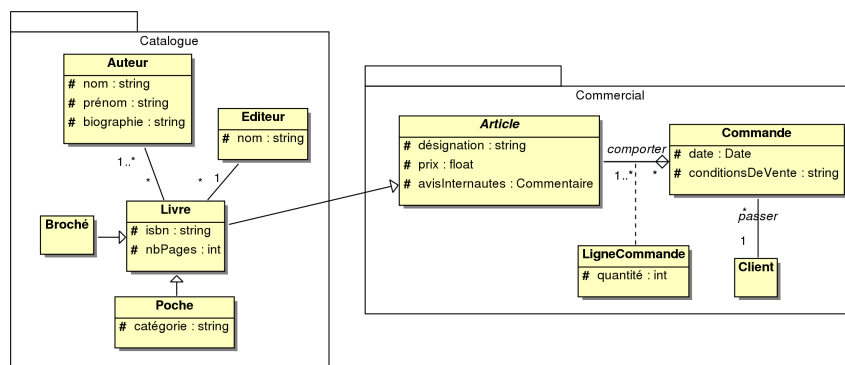 Catalogue
Auteur
# nom : string
# prénom : string
# biographie : string
Editeur
# nom : string
1..*
*
*
1
Livre
# isbn : string
# nbPages : int
Broché
Poche
# catégorie : string
Commercial
Article
# désignation : string
# prix : float
# avisInternautes : Commentaire
comporter
1..*
*
Commande
# date : Date
# conditionsDeVente : string
*
passer
1
LigneCommande
# quantité : int
Client